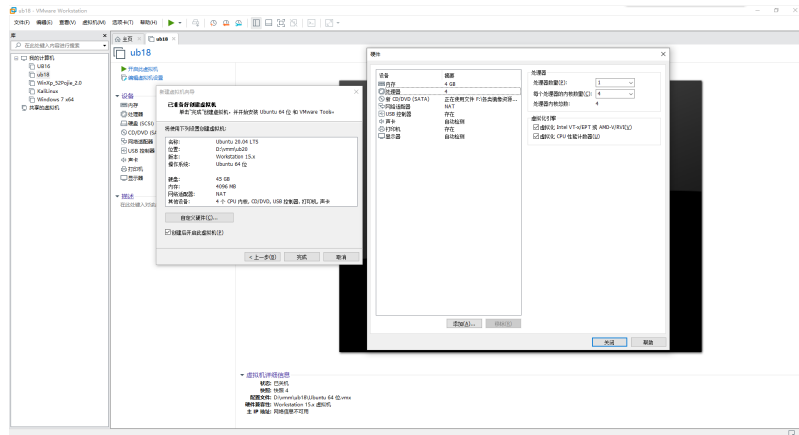 ub18 - VMware Workstation
文件(F) 编辑(E) 查看(V) 虚拟机(M) 选项卡(T) 帮助(H)
库
在此处键入内容进行搜索
我的计算机
UB16
ub18
WinXp_52Pojie_2.0
KaliLinux
Windows 7 x64
共享的虚拟机
主页
ub18
ub18
开启此虚拟机
编辑虚拟机设置
设备
内存
处理器
硬盘 (SCSI)
CD/DVD (SA
网络适配器
USB 控制器
声卡
打印机
显示器
描述
在此处键入对该
新建虚拟机向导
已准备好创建虚拟机
单击“完成”创建虚拟机，并开始安装 Ubuntu 64 位 和 VMware Tools。
将使用下列设置创建虚拟机:
名称: Ubuntu 20.04 LTS
位置: D:\vmm\ub20
版本: Workstation 15.x
操作系统: Ubuntu 64 位
硬盘: 45 GB
内存: 4096 MB
网络适配器: NAT
其他设备: 4 个 CPU 内核, CD/DVD, USB 控制器, 打印机, 声卡
自定义硬件(C)...
创建后开启此虚拟机(P)
< 上一步(B) 完成 取消
硬件
设备 摘要
内存 4 GB
处理器 4
新 CD/DVD (SATA) 正在使用文件 F:\各类镜像资源...
网络适配器 NAT
USB 控制器 存在
声卡 自动检测
打印机 存在
显示器 自动检测
添加(A)... 移除(R)
处理器
处理器数量(P): 1
每个处理器的内核数量(C): 4
处理器内核总数: 4
虚拟化引擎
虚拟化 Intel VT-x/EPT 或 AMD-V/RVI(V)
虚拟化 CPU 性能计数器(U)
关闭 帮助
虚拟机详细信息
状态: 已关机
快照: 快照 4
配置文件: D:\vmm\ub18\Ubuntu 64 位.vmx
硬件兼容性: Workstation 15.x 虚拟机
主 IP 地址: 网络信息不可用